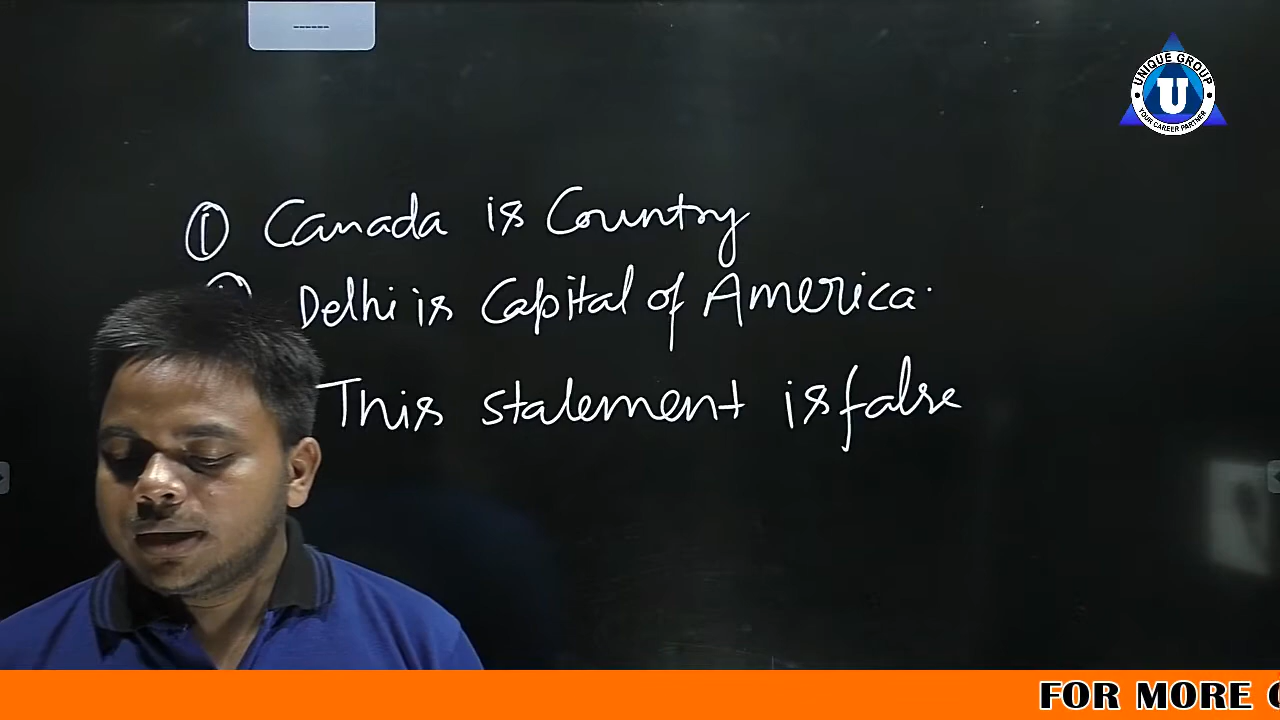 ------
UNIQUE GROUP
U
YOUR CAREER PARTNER
① Canada is Country
Delhi is Capital of America.
This statement is false
FOR MORE